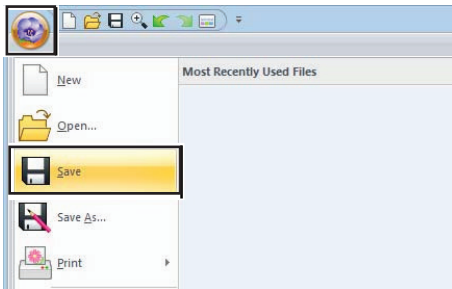 Most Recently Used Files
New
Open...
Save
Save As...
Print